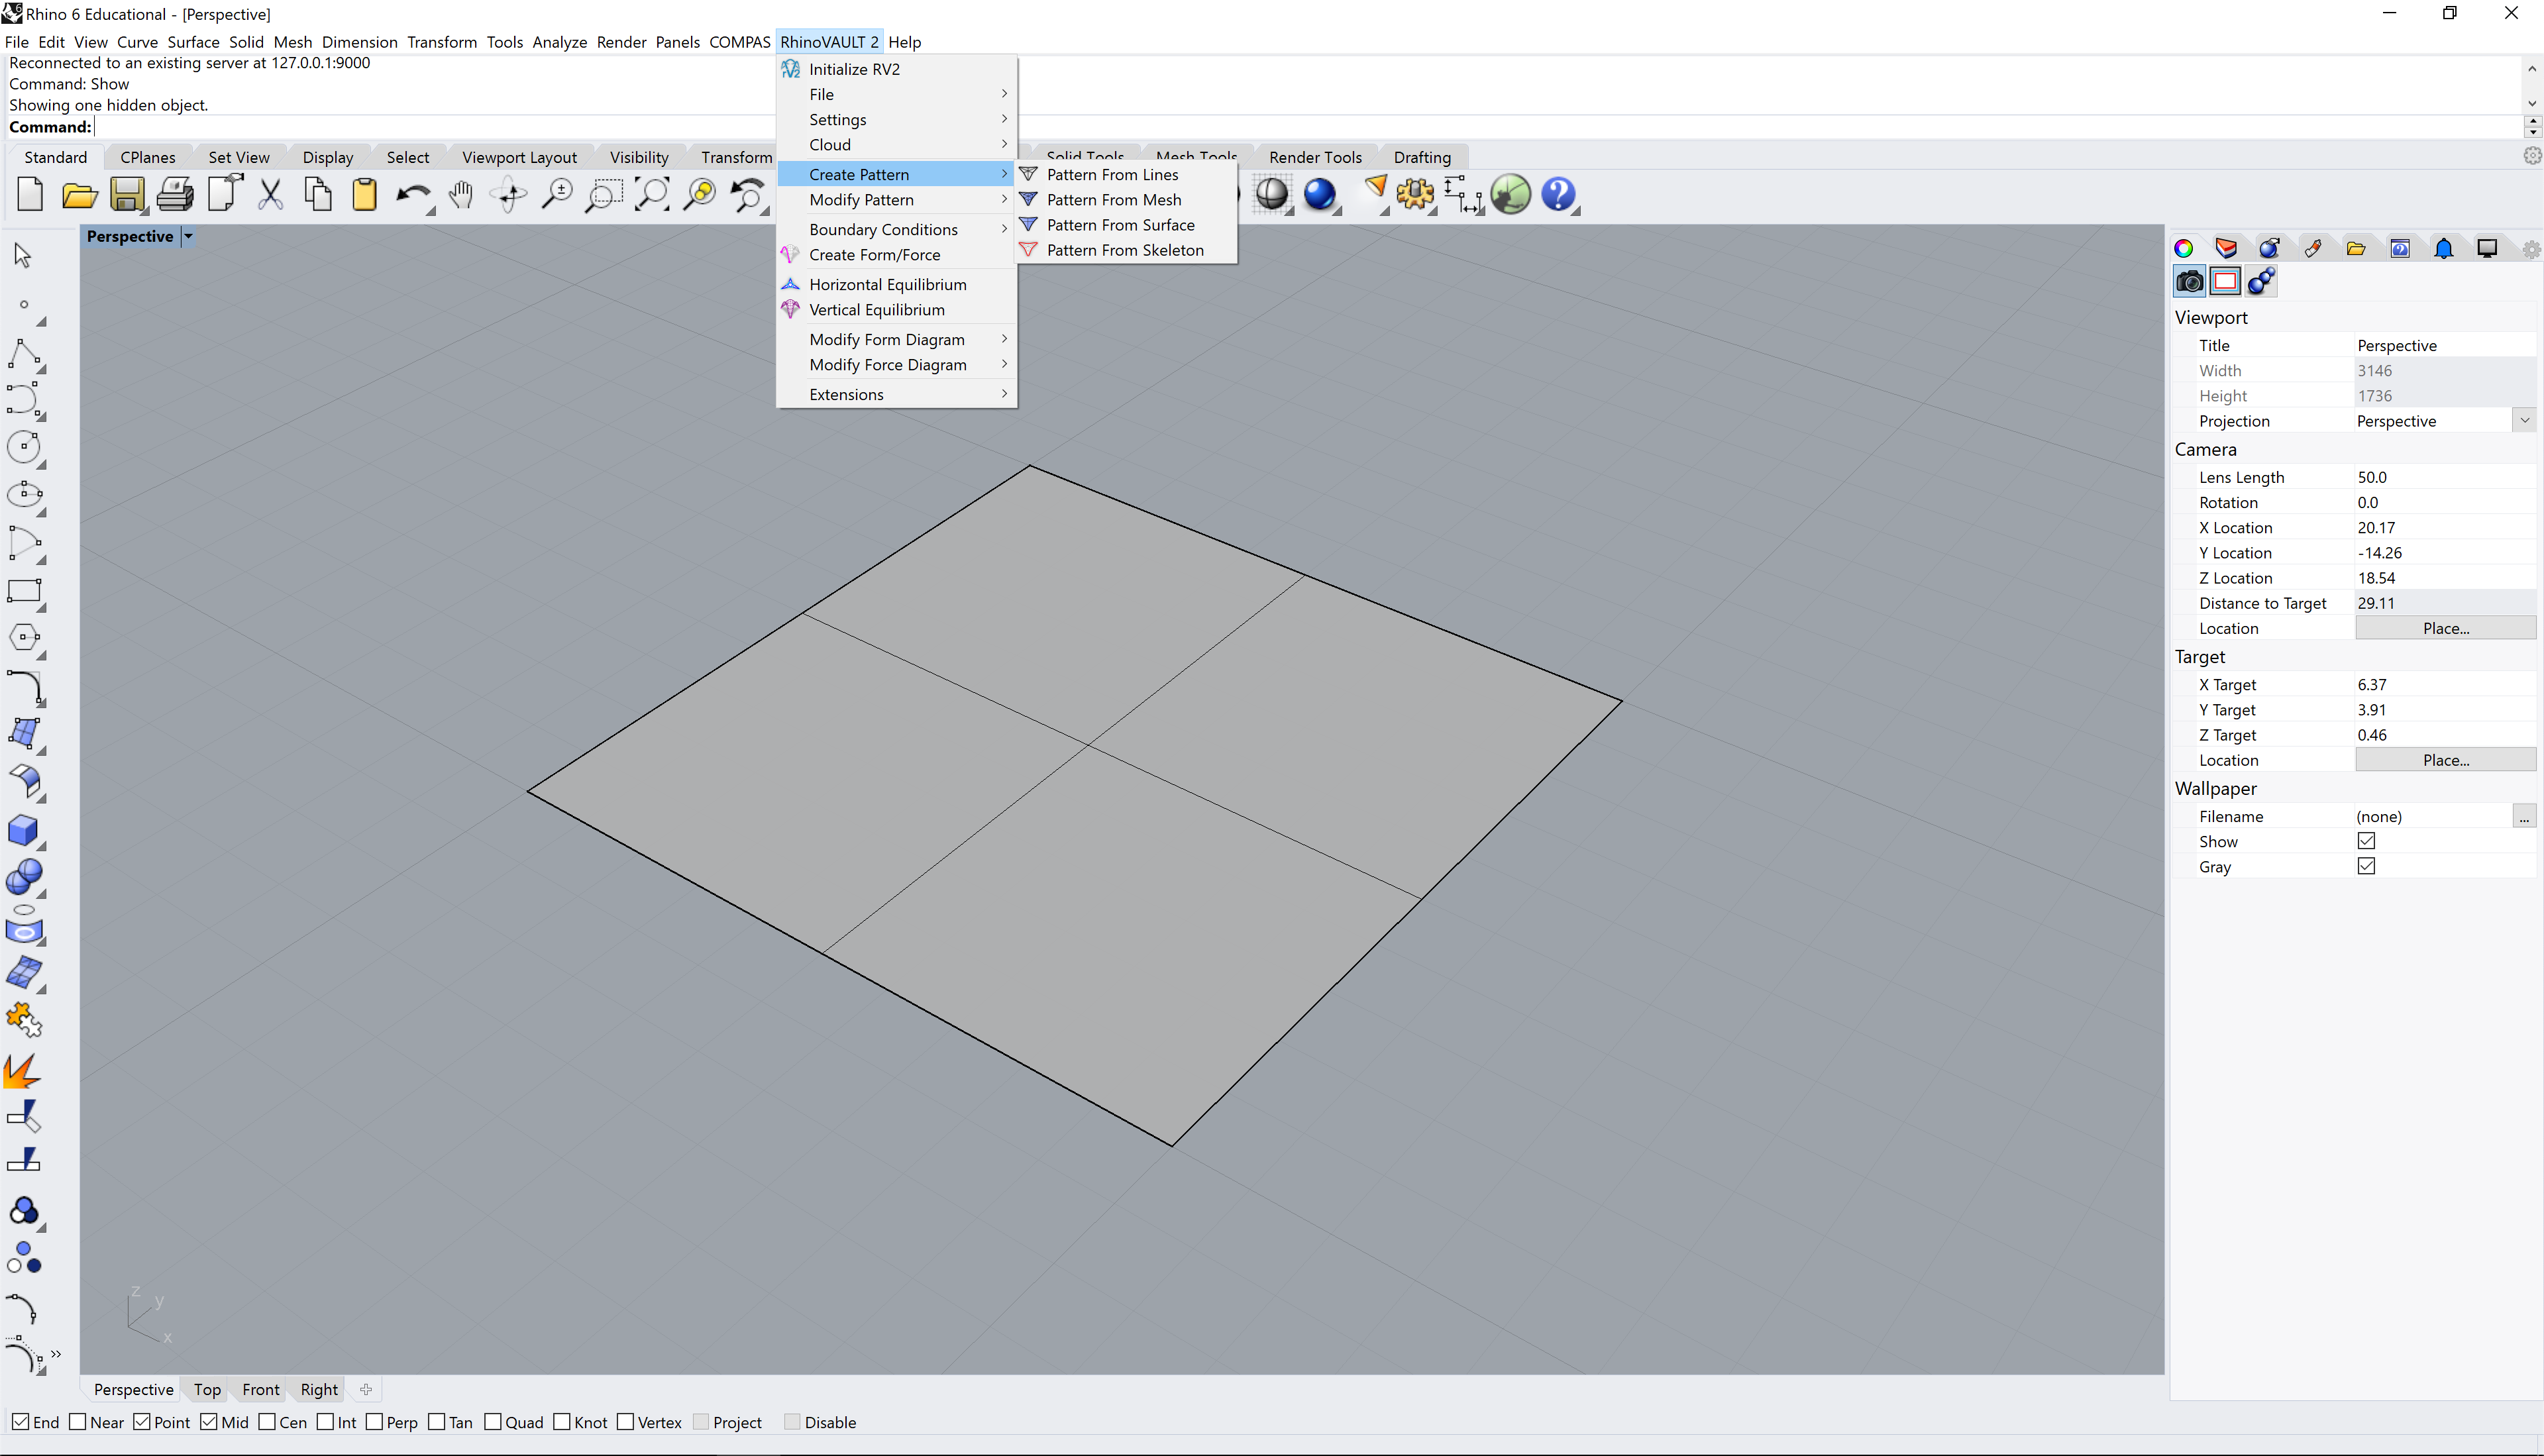 Rhino 6 Educational - [Perspective]
File Edit View Curve Surface Solid Mesh Dimension Transform Tools Analyze Render Panels COMPAS RhinoVAULT 2 Help
Reconnected to an existing server at 127.0.0.1:9000
Command: Show
Showing one hidden object.
Command:
Standard CPlanes Set View Display Select Viewport Layout Visibility Transform Solid Tools Mesh Tools Render Tools Drafting
Initialize RV2
File
Settings
Cloud
Create Pattern
Modify Pattern
Boundary Conditions
Create Form/Force
Horizontal Equilibrium
Vertical Equilibrium
Modify Form Diagram
Modify Force Diagram
Extensions
Pattern From Lines
Pattern From Mesh
Pattern From Surface
Pattern From Skeleton
Perspective
z
y
x
Viewport
Title Perspective
Width 3146
Height 1736
Projection Perspective
Camera
Lens Length 50.0
Rotation 0.0
X Location 20.17
Y Location -14.26
Z Location 18.54
Distance to Target 29.11
Location Place...
Target
X Target 6.37
Y Target 3.91
Z Target 0.46
Location Place...
Wallpaper
Filename (none) ...
Show
Gray
Perspective Top Front Right
End Near Point Mid Cen Int Perp Tan Quad Knot Vertex Project Disable